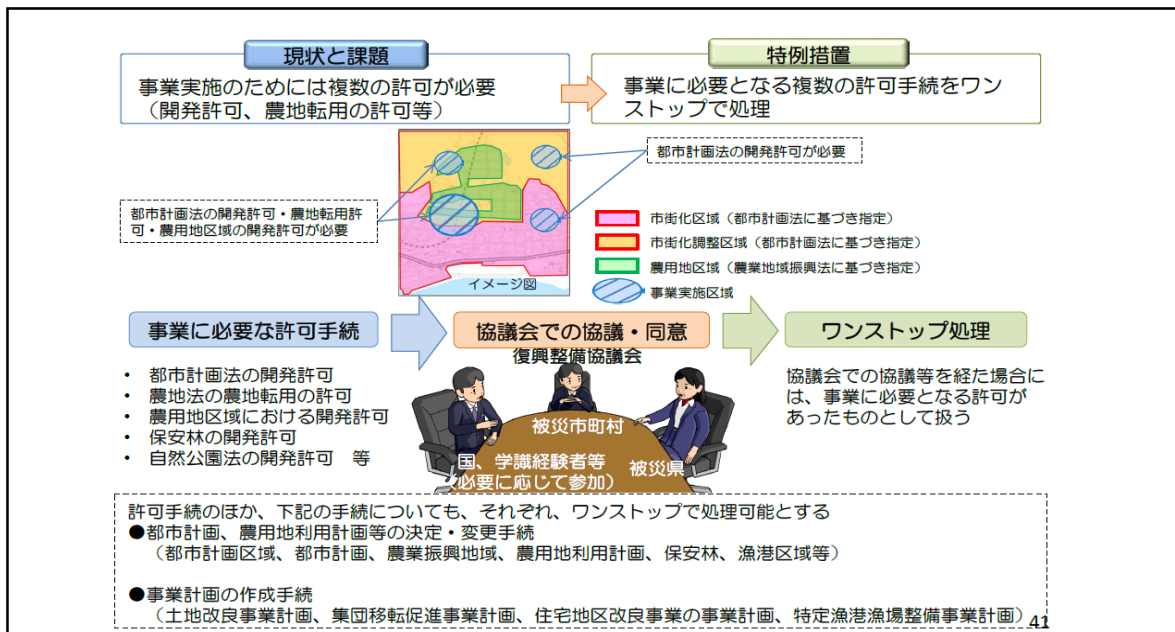 現状と課題
事業実施のためには複数の許可が必要
（開発許可、農地転用の許可等）
特例措置
事業に必要となる複数の許可手続をワン
ストップで処理
都市計画法の開発許可が必要
都市計画法の開発許可・農地転用許
可・農用地区域の開発許可が必要
市街化区域（都市計画法に基づき指定）
市街化調整区域（都市計画法に基づき指定）
農用地区域（農業地域振興法に基づき指定）
事業実施区域
イメージ図
事業に必要な許可手続
・ 都市計画法の開発許可
・ 農地法の農地転用の許可
・ 農用地区域における開発許可
・ 保安林の開発許可
・ 自然公園法の開発許可　等
協議会での協議・同意
復興整備協議会
被災市町村
国、学識経験者等
（必要に応じて参加）
被災県
ワンストップ処理
協議会での協議等を経た場合に
は、事業に必要となる許可が
あったものとして扱う
許可手続のほか、下記の手続についても、それぞれ、ワンストップで処理可能とする
●都市計画、農用地利用計画等の決定・変更手続
（都市計画区域、都市計画、農業振興地域、農用地利用計画、保安林、漁港区域等）
●事業計画の作成手続
（土地改良事業計画、集団移転促進事業計画、住宅地区改良事業の事業計画、特定漁港漁場整備事業計画）
41